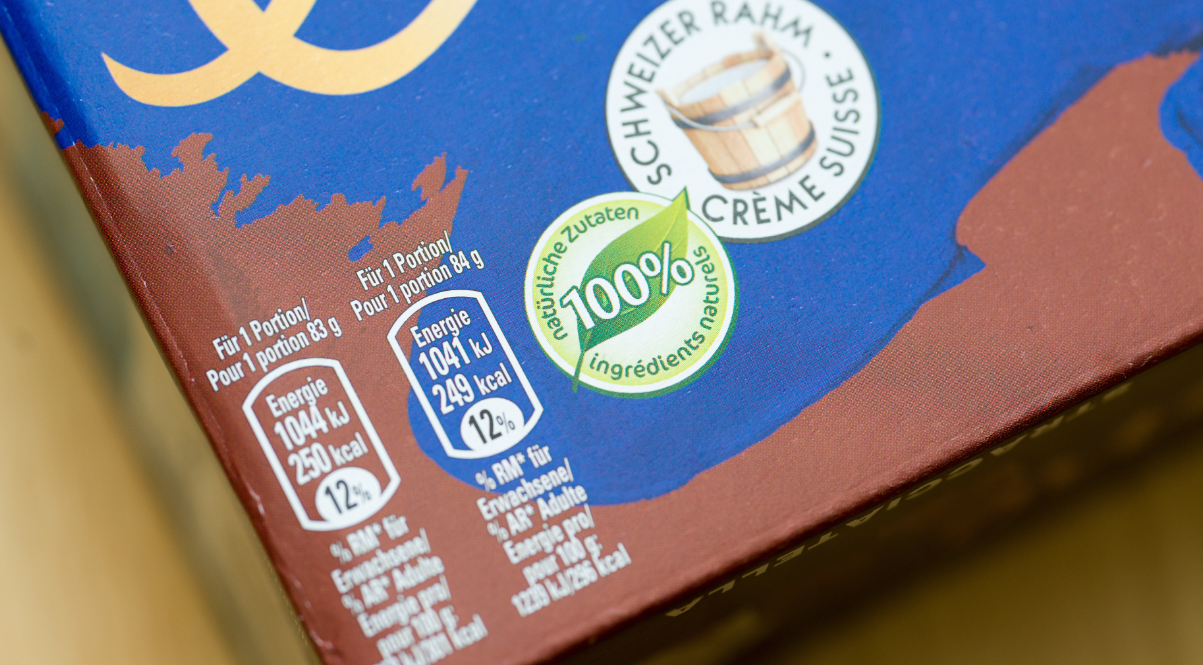 SCHWEIZER RAHM •
CRÈME SUISSE •
natürliche Zutaten
100%
ingrédients naturels
Für 1 Portion/
Pour 1 portion 84 g
Energie
1041 kJ
249 kcal
12%
% RM* für
Erwachsene/
% AR* Adulte
Energie pro/
pour 100 g:
1239 kJ/296 kcal
Für 1 Portion/
Pour 1 portion 83 g
Energie
1044 kJ
250 kcal
12%
% RM* für
Erwachsene/
% AR* Adulte
Energie pro/
pour 100 g:
kcal